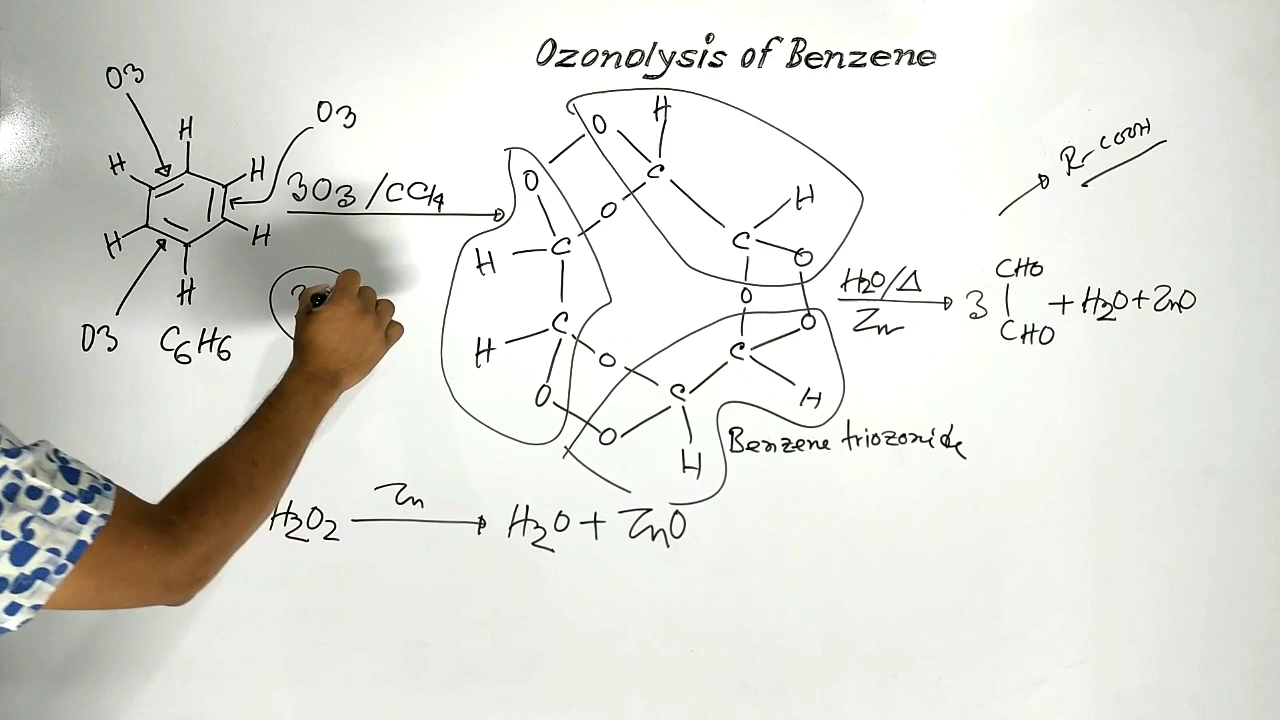 Ozonolysis of Benzene
O3
O3
H
H
H
H
H
H
O3
C6H6
3O3 /CCl4
H
O
C
O
O
H
C
H
C
O
C
H
O
H
C
O
O
C
O
H
O
C
O
H
H2O/Δ
Zn
R-COOH
CHO
3 | + H2O + ZnO
CHO
Benzene triozonide
H2O2 Zn H2O + ZnO